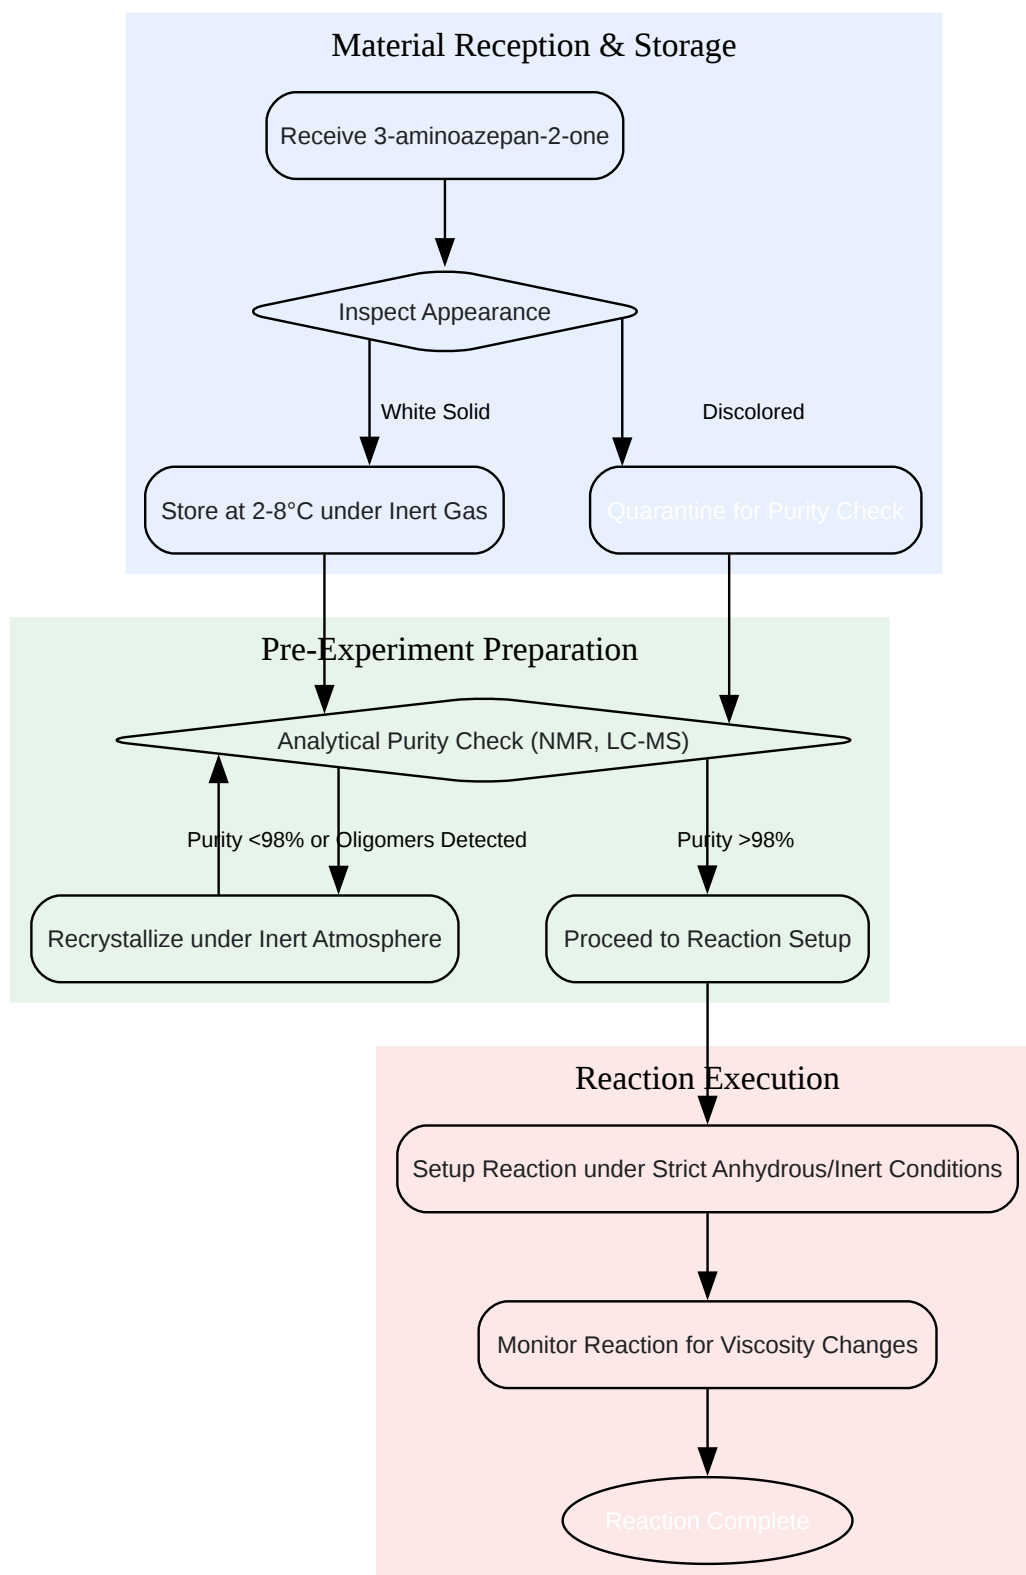 Material Reception & Storage
Receive 3-aminoazepan-2-one
Inspect Appearance
White Solid
Discolored
Store at 2-8°C under Inert Gas
Quarantine for Purity Check
Pre-Experiment Preparation
Analytical Purity Check (NMR, LC-MS)
Purity <98% or Oligomers Detected
Purity >98%
Recrystallize under Inert Atmosphere
Proceed to Reaction Setup
Reaction Execution
Setup Reaction under Strict Anhydrous/Inert Conditions
Monitor Reaction for Viscosity Changes
Reaction Complete